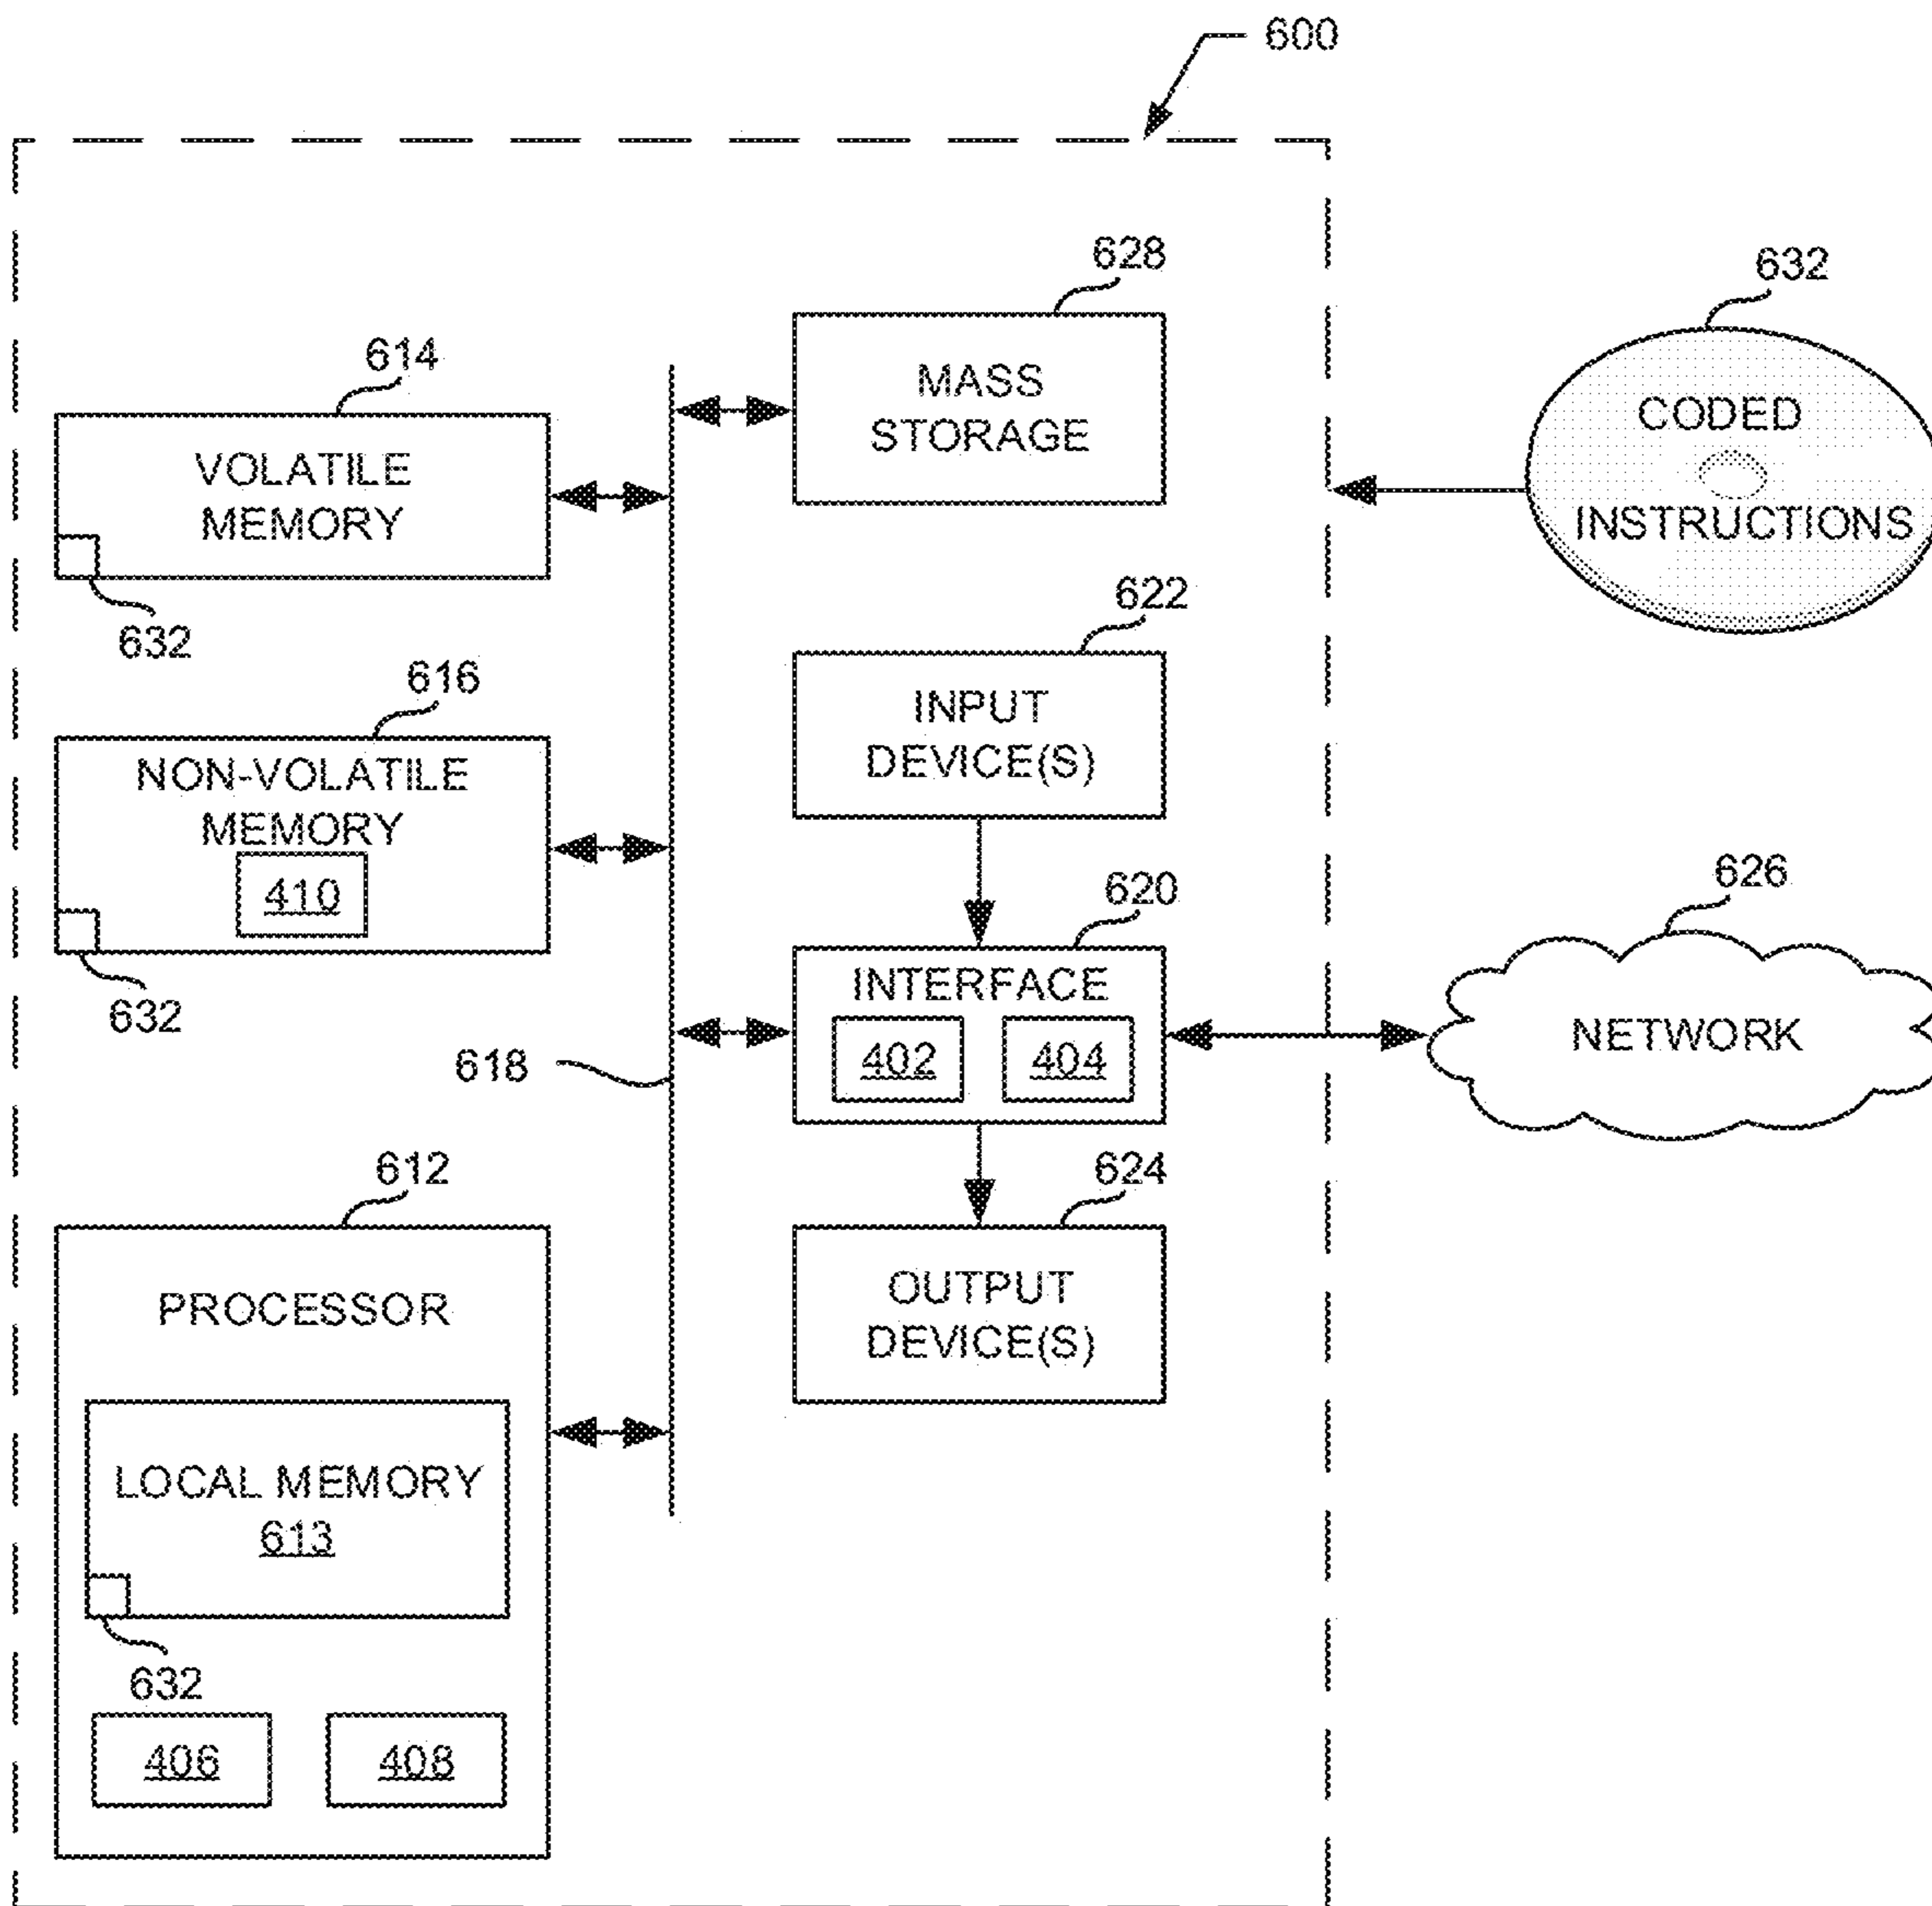 600
628
MASS
STORAGE
632
CODED
INSTRUCTIONS
614
VOLATILE
MEMORY
632
622
INPUT
DEVICE(S)
616
NON-VOLATILE
MEMORY
410
632
620
INTERFACE
402 404
626
NETWORK
618
612
PROCESSOR
LOCAL MEMORY
613
632
406 408
624
OUTPUT
DEVICE(S)